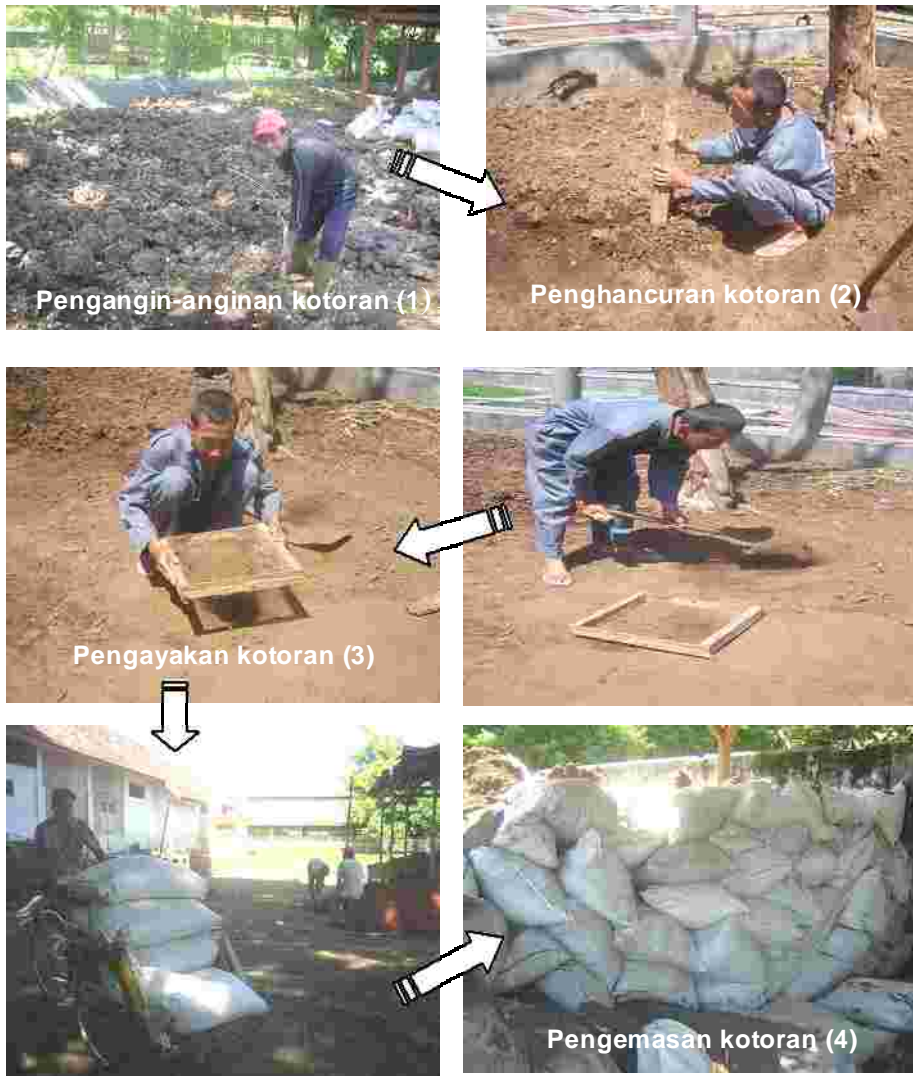 Pengangin-anginan kotoran (1)
Penghancuran kotoran (2)
Pengayakan kotoran (3)
Pengemasan kotoran (4)